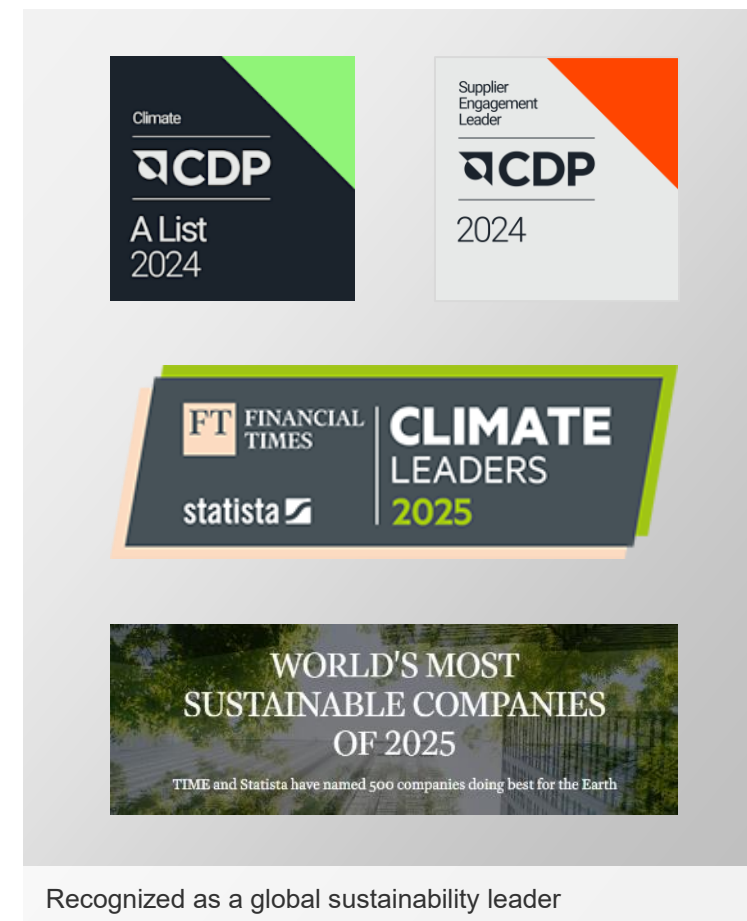 Climate
CDP
A List
2024
Supplier
Engagement
Leader
CDP
2024
FT FINANCIAL
TIMES
statista
CLIMATE
LEADERS
2025
WORLD'S MOST
SUSTAINABLE COMPANIES
OF 2025
TIME and Statista have named 500 companies doing best for the Earth
Recognized as a global sustainability leader